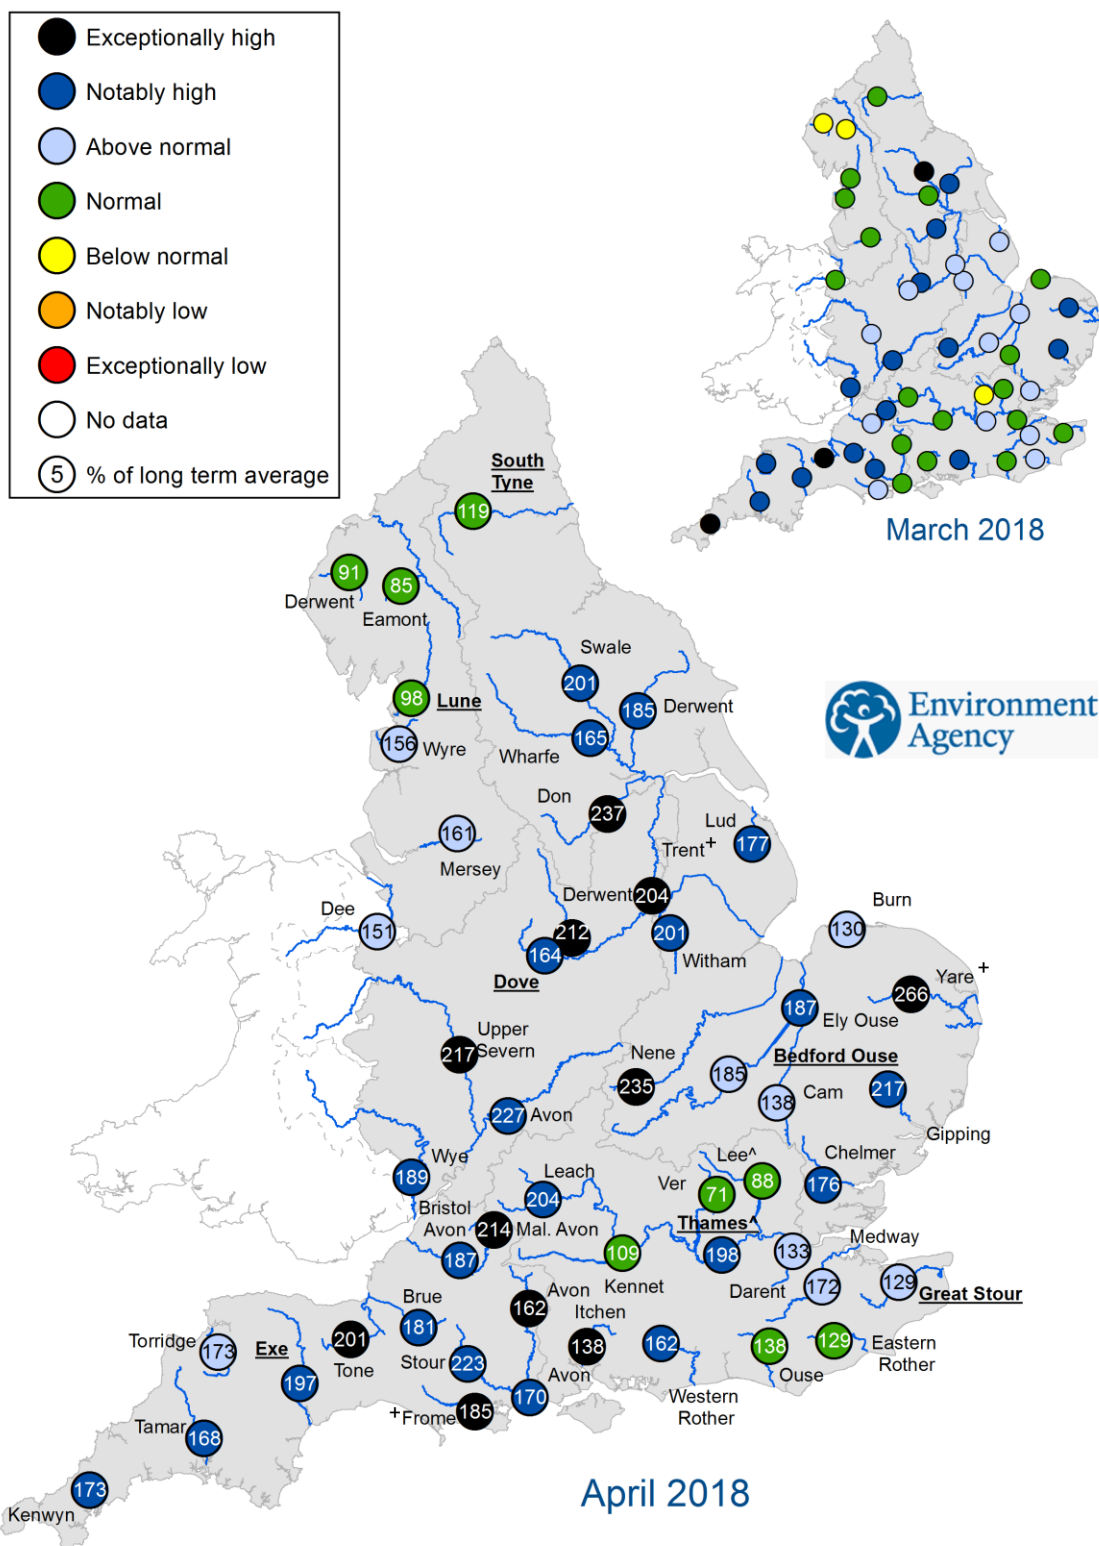 Exceptionally high
Notably high
Above normal
Normal
Below normal
Notably low
Exceptionally low
No data
5 % of long term average
March 2018
South
Tyne
119
91
Derwent
85
Eamont
Swale
201
98
Lune
185
Derwent
156
Wyre
165
Wharfe
Don
237
Lud
177
161
Mersey
Trent+
Derwent
204
Dee
151
212
164
Dove
201
Witham
Burn
130
Yare +
266
187
Ely Ouse
Upper
Severn
217
Nene
235
Bedford Ouse
185
138
Cam
217
Gipping
227
Avon
Wye
189
Leach
204
Lee^
88
Ver
71
Chelmer
176
Bristol
Avon
187
214
Mal. Avon
Thames^
198
109
Kennet
133
Darent
Medway
172
129
Great Stour
Environment
Agency
Brue
181
Avon
162
Itchen
138
162
Western
Rother
138
Ouse
129
Eastern
Rother
Torridge
173
Exe
197
201
Tone
Stour
223
Avon
170
+Frome
185
Tamar
168
173
Kenwyn
April 2018